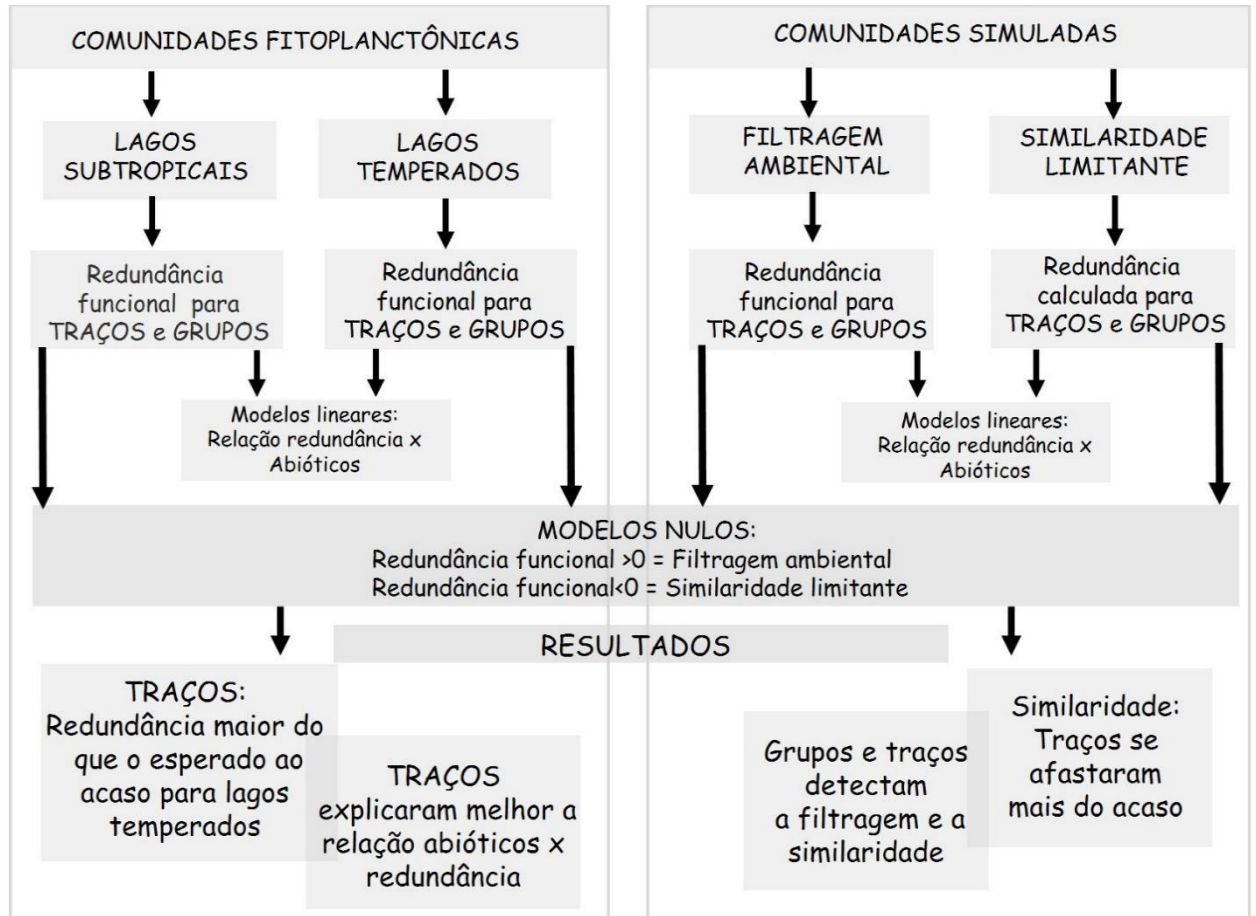 COMUNIDADES FITOPLANCTÔNICAS
LAGOS
SUBTROPICAIS
LAGOS
TEMPERADOS
Redundância
funcional para
TRAÇOS e GRUPOS
Redundância
funcional para
TRAÇOS e GRUPOS
Modelos lineares:
Relação redundância x
Abióticos
COMUNIDADES SIMULADAS
FILTRAGEM
AMBIENTAL
SIMILARIDADE
LIMITANTE
Redundância
funcional para
TRAÇOS e GRUPOS
Redundância
calculada para
TRAÇOS e GRUPOS
Modelos lineares:
Relação redundância x
Abióticos
MODELOS NULOS:
Redundância funcional >0 = Filtragem ambiental
Redundância funcional<0 = Similaridade limitante
RESULTADOS
TRAÇOS:
Redundância maior do
que o esperado ao
acaso para lagos
temperados
TRAÇOS
explicaram melhor a
relação abióticos x
redundância
Grupos e traços
detectam
a filtragem e a
similaridade
Similaridade:
Traços se
afastaram
mais do acaso